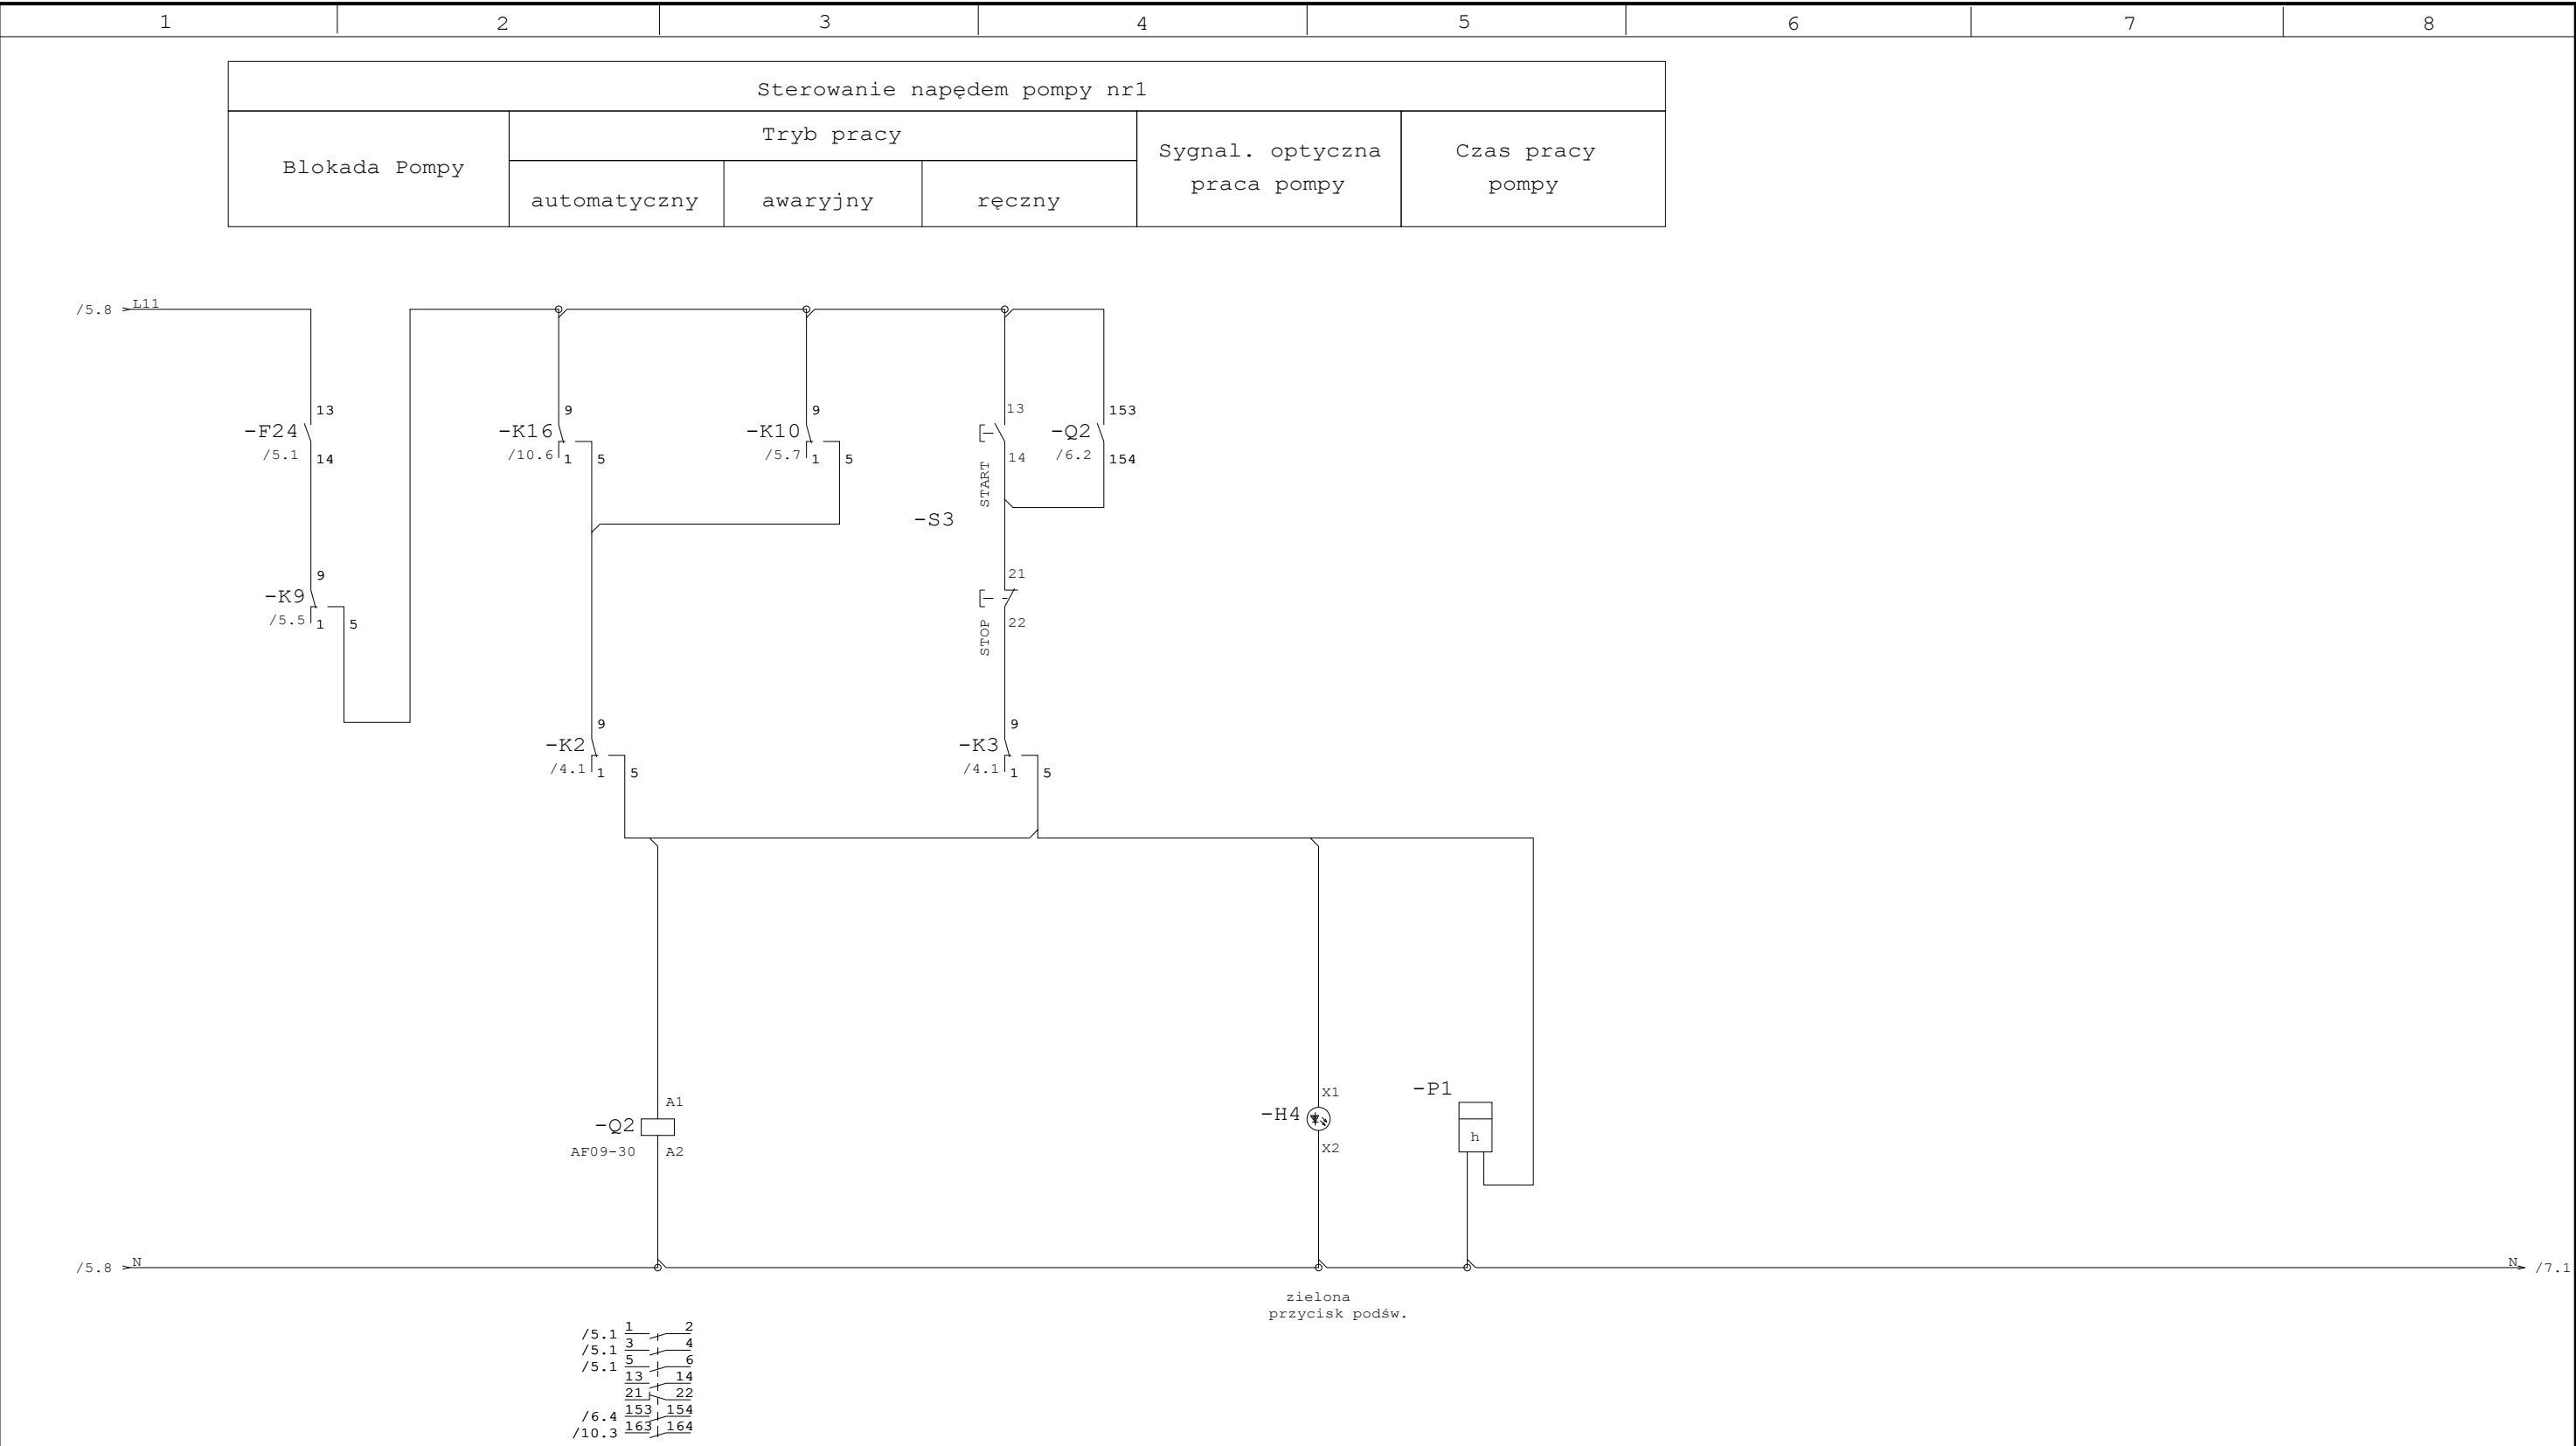 1 2 3 4 5 6 7 8
Sterowanie napędem pompy nr1
Blokada Pompy
Tryb pracy
automatyczny
awaryjny
ręczny
Sygnal. optyczna
praca pompy
Czas pracy
pompy
/5.8 L11
13
-F24
/5.1
14
9
-K9
/5.5
1 5
9
-K16
/10.6
1 5
9
-K10
/5.7
1 5
13
14
START
-S3
21
22
STOP
153
-Q2
/6.2
154
9
-K2
/4.1
1 5
9
-K3
/4.1
1 5
A1
-Q2
AF09-30
A2
X1
-H4
X2
-P1
h
/5.8 N
N /7.1
zielona
przycisk podśw.
/5.1 1 2
/5.1 3 4
/5.1 5 6
13 14
21 22
/6.4 153 154
/10.3 163 164